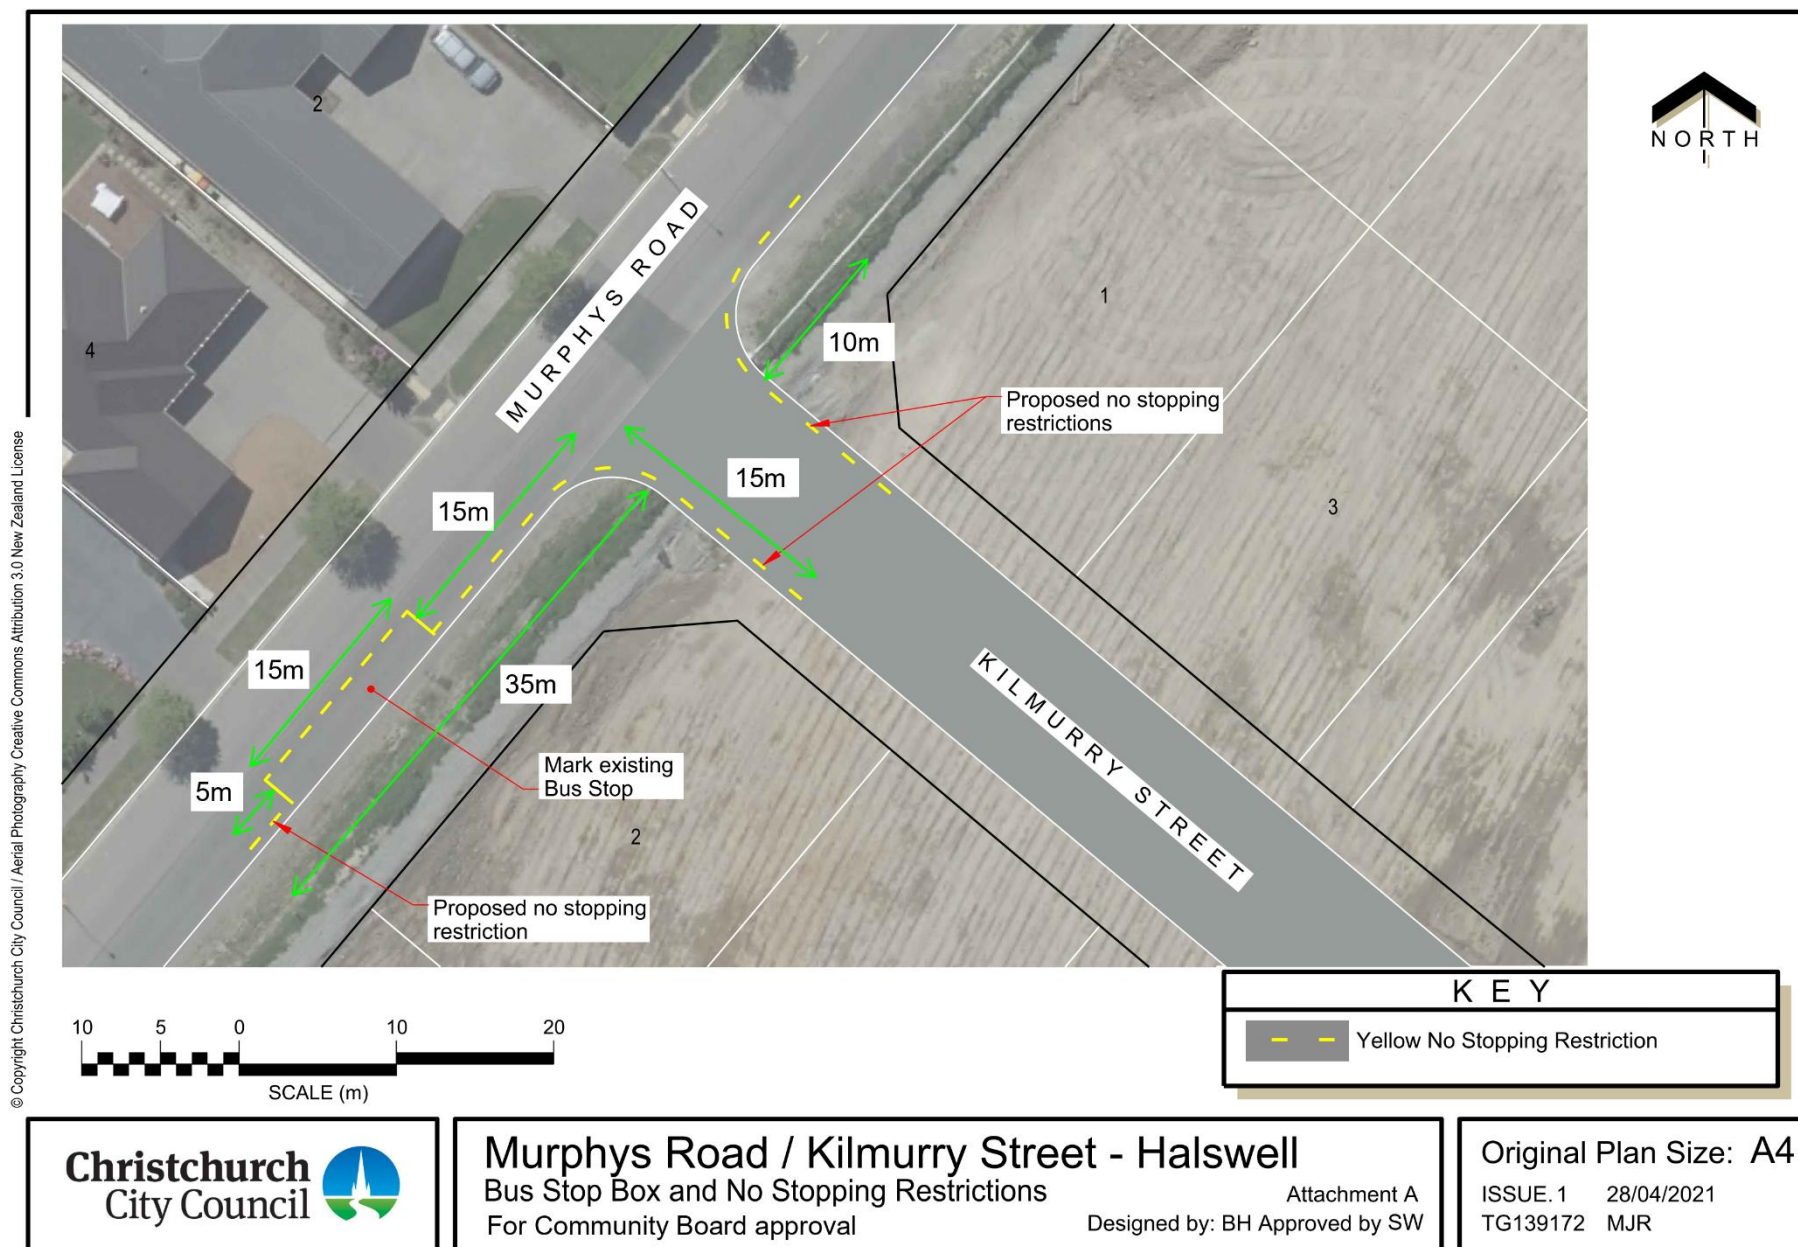 2
4
MURPHYS ROAD
NORTH
1
10m
Proposed no stopping
restrictions
15m
15m
3
15m
35m
KILMURRY STREET
Mark existing
Bus Stop
5m
2
Proposed no stopping
restriction
© Copyright Christchurch City Council / Aerial Photography Creative Commons Attribution 3.0 New Zealand License
KEY
Yellow No Stopping Restriction
10 5 0 10 20
SCALE (m)
Christchurch
City Council
Murphys Road / Kilmurry Street - Halswell
Bus Stop Box and No Stopping Restrictions
Attachment A
For Community Board approval
Designed by: BH Approved by SW
Original Plan Size: A4
ISSUE.1 28/04/2021
TG139172 MJR